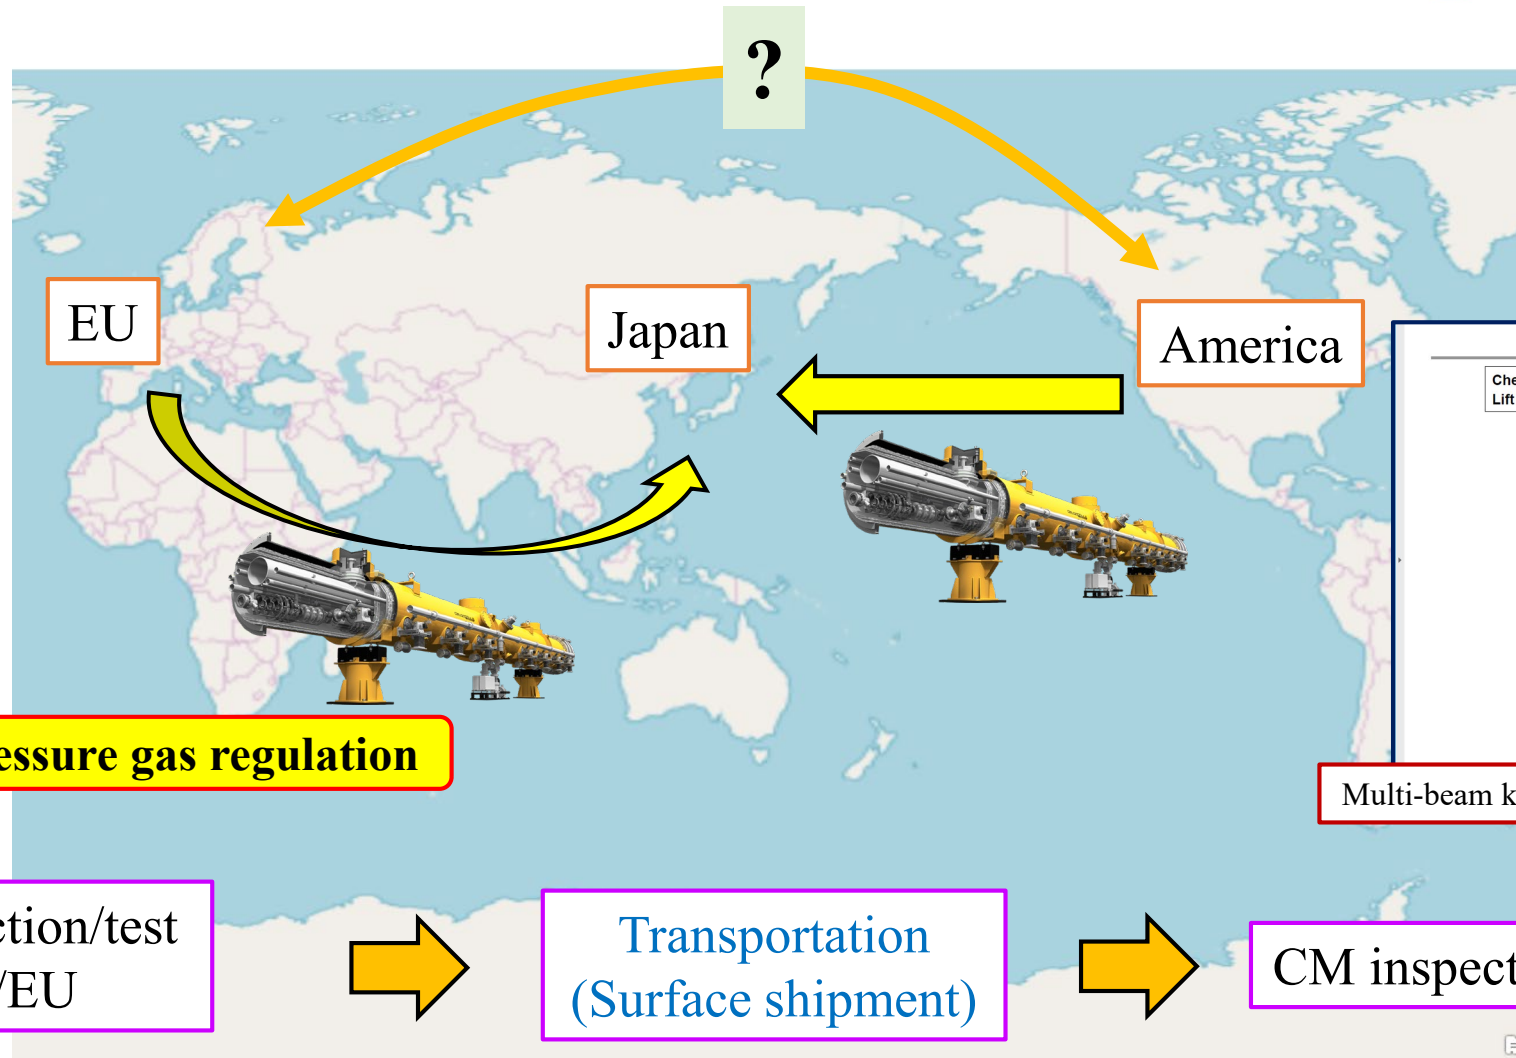 ?
EU
Japan
America
Che
Lift
essure gas regulation
Multi-beam k
ction/test
/EU
Transportation
(Surface shipment)
CM inspect